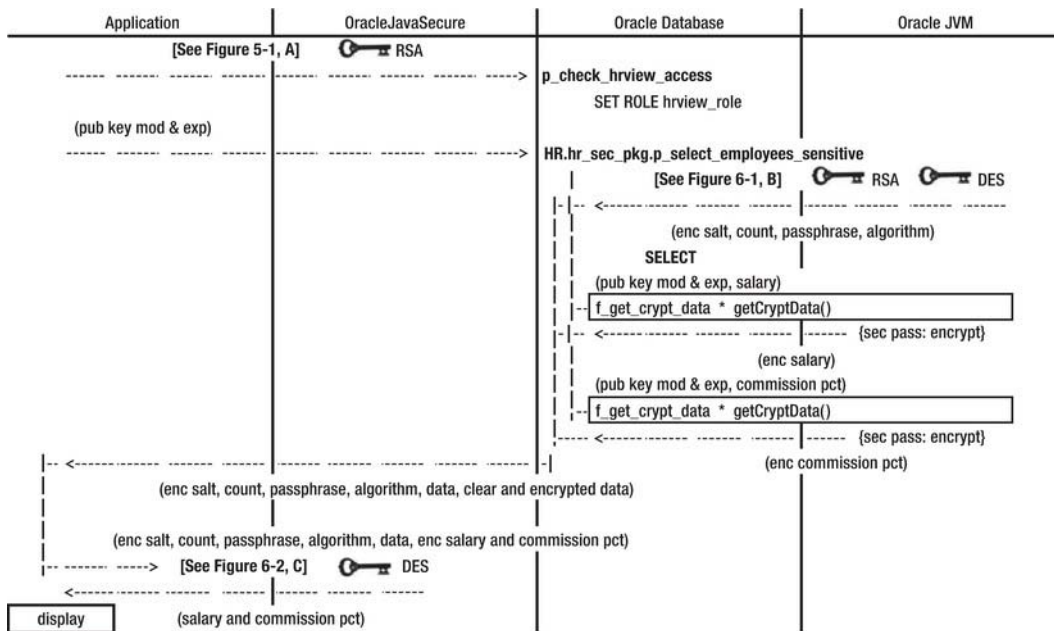 Application OracleJavaSecure Oracle Database Oracle JVM
[See Figure 5-1, A] RSA
p_check_hrview_access
SET ROLE hrview_role
(pub key mod & exp)
HR.hr_sec_pkg.p_select_employees_sensitive
[See Figure 6-1, B] RSA DES
(enc salt, count, passphrase, algorithm)
SELECT
(pub key mod & exp, salary)
f_get_crypt_data * getCryptData()
{sec pass: encrypt}
(enc salary)
(pub key mod & exp, commission pct)
f_get_crypt_data * getCryptData()
{sec pass: encrypt}
(enc commission pct)
(enc salt, count, passphrase, algorithm, data, clear and encrypted data)
(enc salt, count, passphrase, algorithm, data, enc salary and commission pct)
[See Figure 6-2, C] DES
display (salary and commission pct)